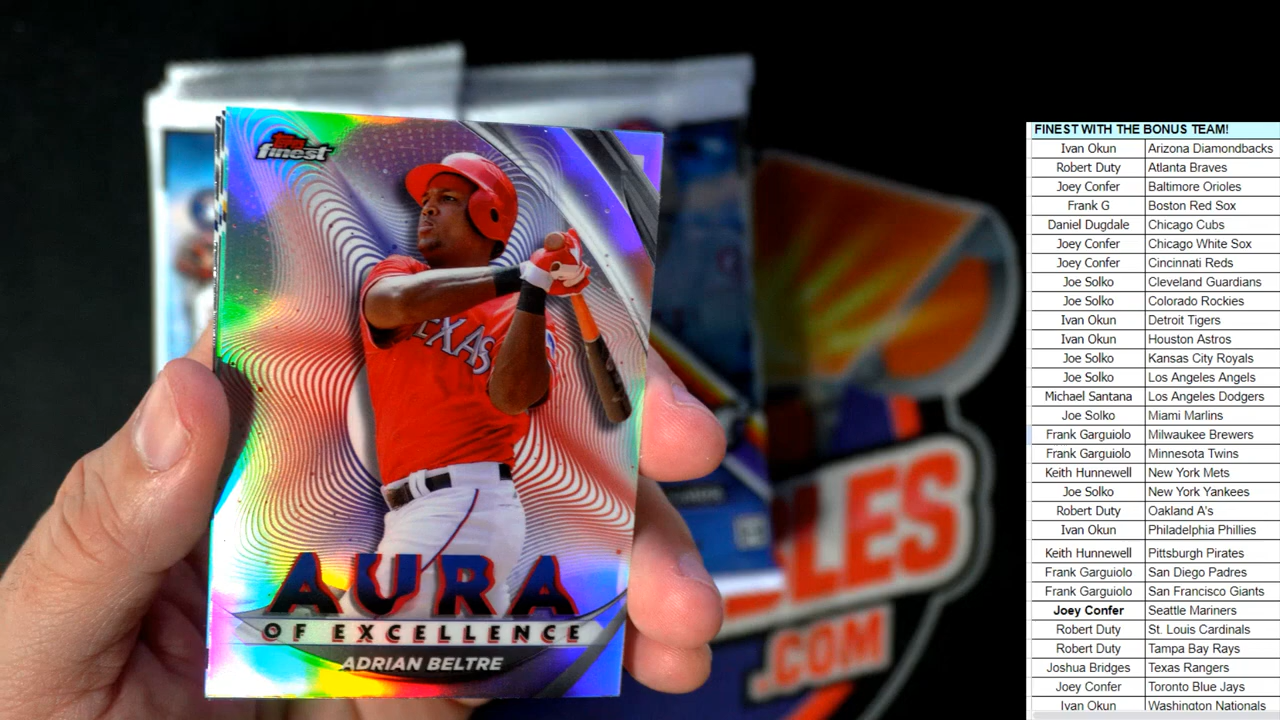 Topps
finest
TEXAS
AURA
OF EXCELLENCE
ADRIAN BELTRE
LES
.COM
FINEST WITH THE BONUS TEAM!
Ivan Okun Arizona Diamondbacks
Robert Duty Atlanta Braves
Joey Confer Baltimore Orioles
Frank G Boston Red Sox
Daniel Dugdale Chicago Cubs
Joey Confer Chicago White Sox
Joey Confer Cincinnati Reds
Joe Solko Cleveland Guardians
Joe Solko Colorado Rockies
Ivan Okun Detroit Tigers
Ivan Okun Houston Astros
Joe Solko Kansas City Royals
Joe Solko Los Angeles Angels
Michael Santana Los Angeles Dodgers
Joe Solko Miami Marlins
Frank Garguiolo Milwaukee Brewers
Frank Garguiolo Minnesota Twins
Keith Hunnewell New York Mets
Joe Solko New York Yankees
Robert Duty Oakland A's
Ivan Okun Philadelphia Phillies
Keith Hunnewell Pittsburgh Pirates
Frank Garguiolo San Diego Padres
Frank Garguiolo San Francisco Giants
Joey Confer Seattle Mariners
Robert Duty St. Louis Cardinals
Robert Duty Tampa Bay Rays
Joshua Bridges Texas Rangers
Joey Confer Toronto Blue Jays
Ivan Okun Washington Nationals